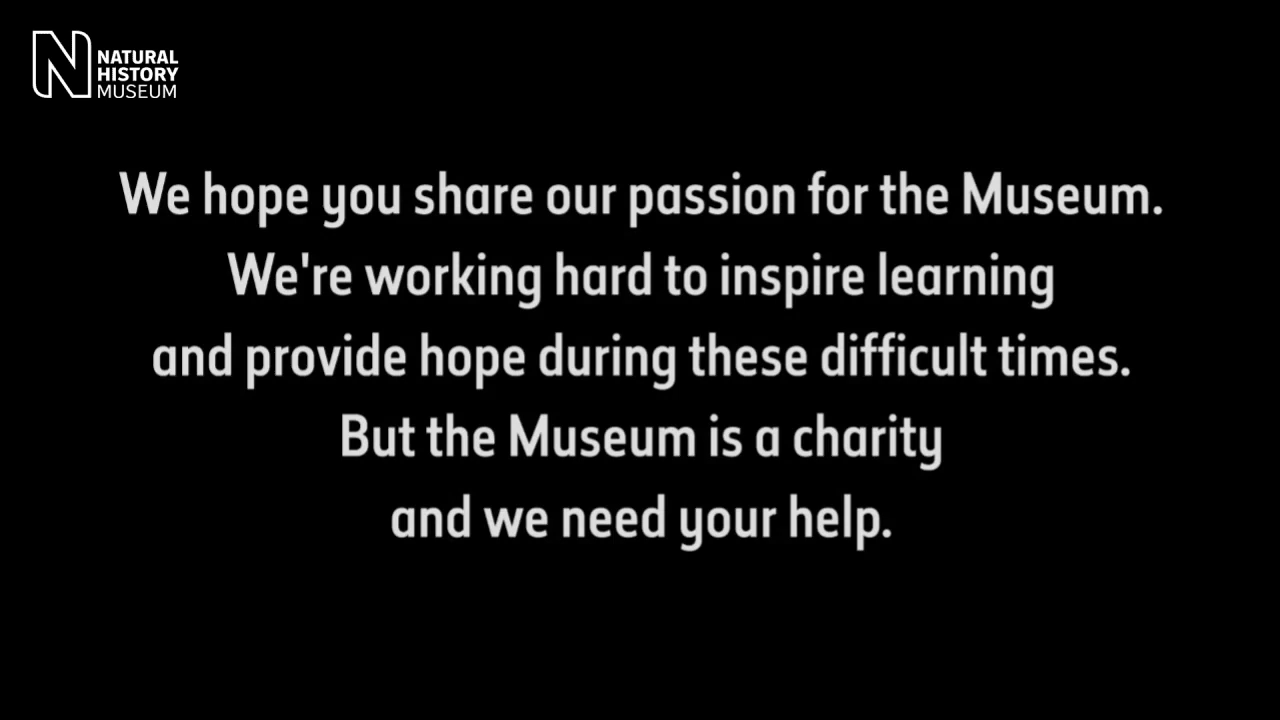 NATURAL
HISTORY
MUSEUM
We hope you share our passion for the Museum.
We're working hard to inspire learning
and provide hope during these difficult times.
But the Museum is a charity
and we need your help.